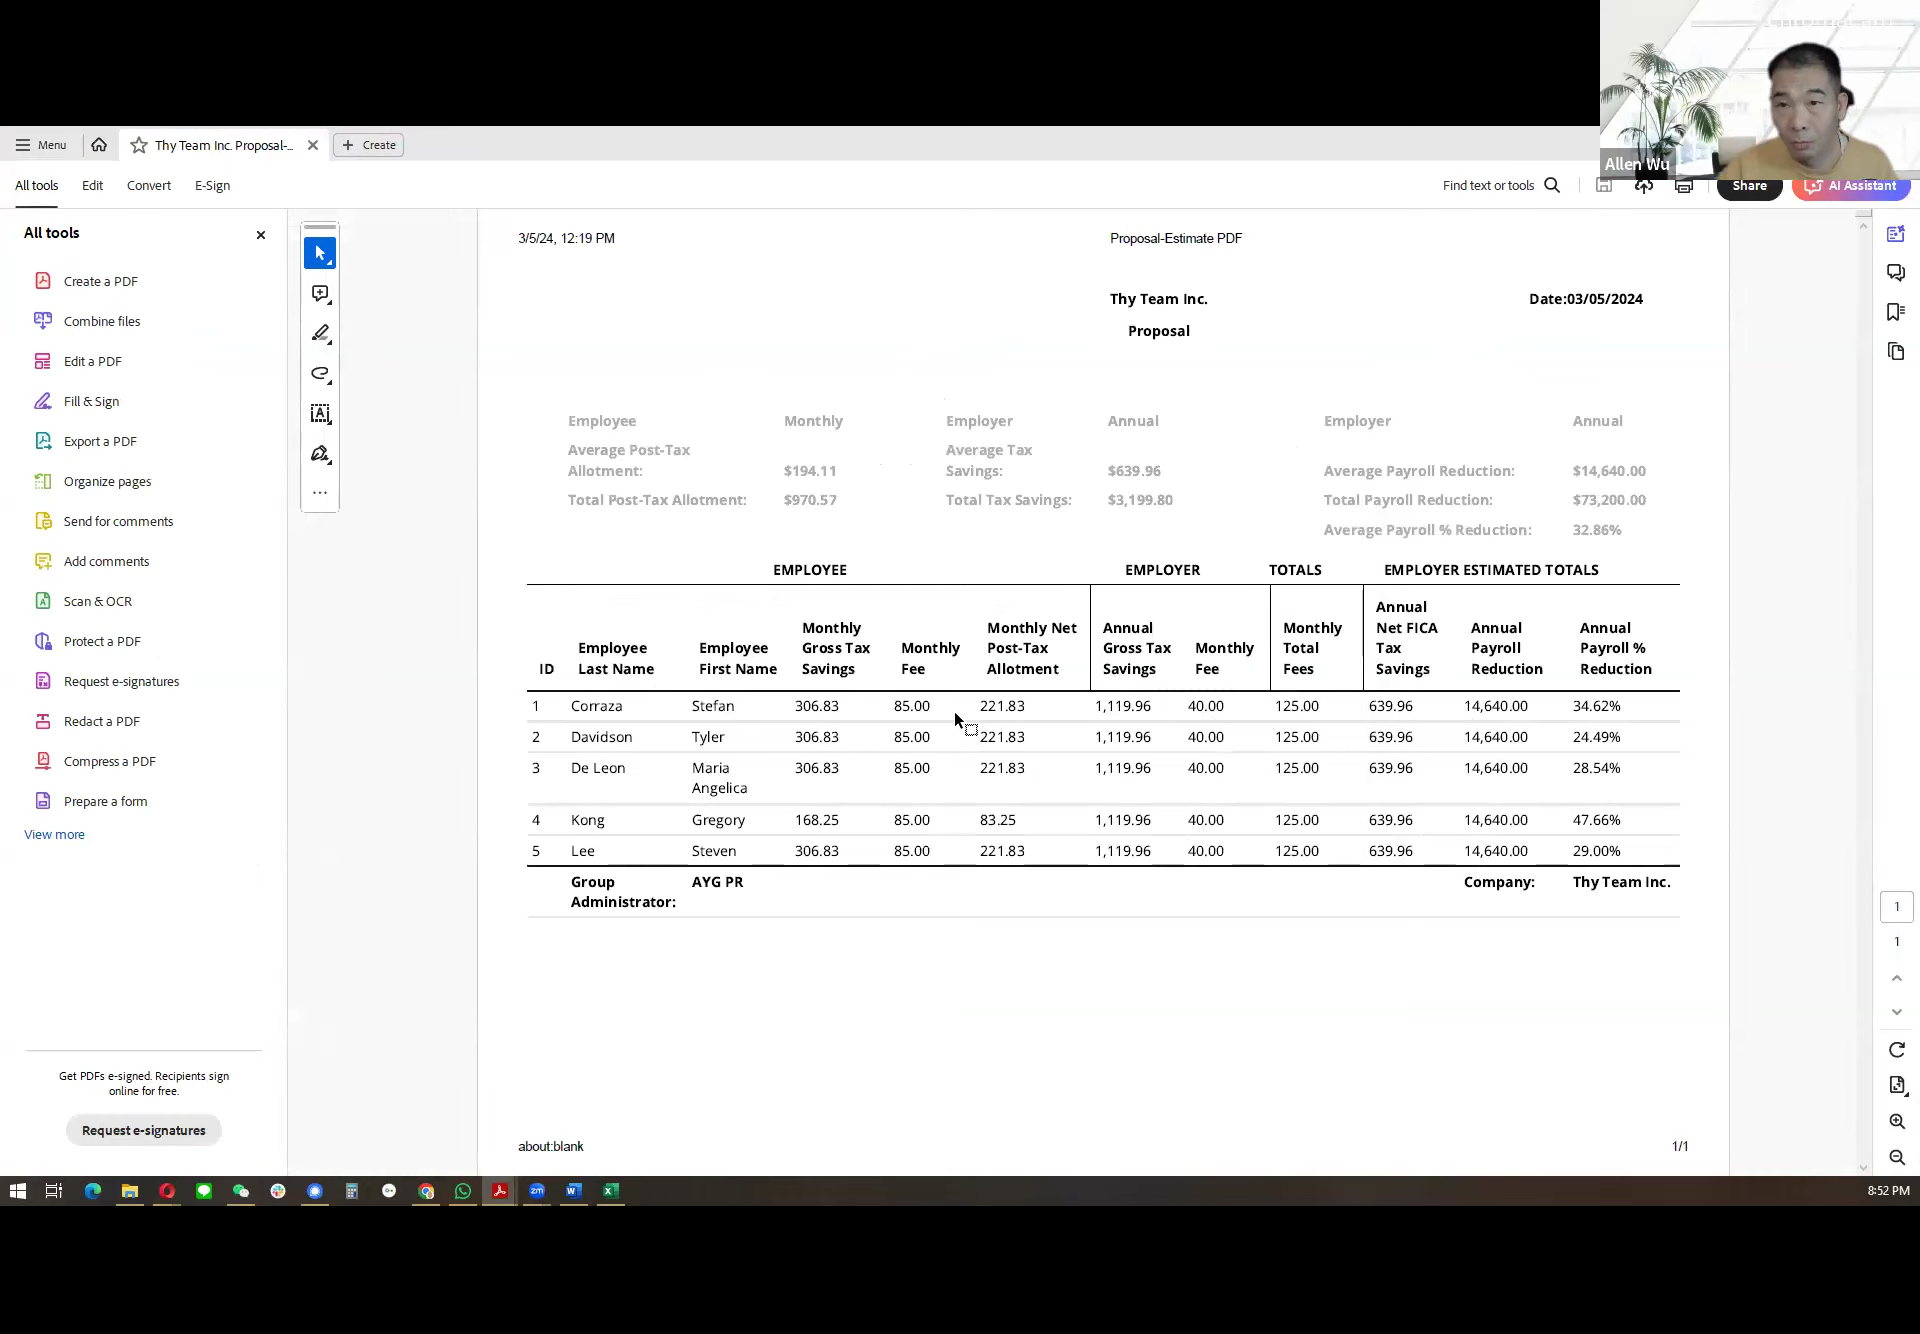 Allen Wu
Menu
Thy Team Inc. Proposal-...
Create
All tools Edit Convert E-Sign
Find text or tools
Share
AI Assistant
All tools
Create a PDF
Combine files
Edit a PDF
Fill & Sign
Export a PDF
Organize pages
Send for comments
Add comments
Scan & OCR
Protect a PDF
Request e-signatures
Redact a PDF
Compress a PDF
Prepare a form
View more
Get PDFs e-signed. Recipients sign
online for free.
Request e-signatures
3/5/24, 12:19 PM Proposal-Estimate PDF
Thy Team Inc. Date:03/05/2024
Proposal
Employee Monthly Employer Annual Employer Annual
Average Post-Tax Average Tax
Allotment: $194.11 Savings: $639.96 Average Payroll Reduction: $14,640.00
Total Post-Tax Allotment: $970.57 Total Tax Savings: $3,199.80 Total Payroll Reduction: $73,200.00
Average Payroll % Reduction: 32.86%
EMPLOYEE EMPLOYER TOTALS EMPLOYER ESTIMATED TOTALS
Annual
Monthly Monthly Net Annual Monthly Net FICA Annual Annual
Employee Employee Gross Tax Monthly Post-Tax Gross Tax Monthly Total Tax Payroll Payroll %
ID Last Name First Name Savings Fee Allotment Savings Fee Fees Savings Reduction Reduction
1 Corraza Stefan 306.83 85.00 221.83 1,119.96 40.00 125.00 639.96 14,640.00 34.62%
2 Davidson Tyler 306.83 85.00 221.83 1,119.96 40.00 125.00 639.96 14,640.00 24.49%
3 De Leon Maria 306.83 85.00 221.83 1,119.96 40.00 125.00 639.96 14,640.00 28.54%
Angelica
4 Kong Gregory 168.25 85.00 83.25 1,119.96 40.00 125.00 639.96 14,640.00 47.66%
5 Lee Steven 306.83 85.00 221.83 1,119.96 40.00 125.00 639.96 14,640.00 29.00%
Group AYG PR Company: Thy Team Inc.
Administrator:
about:blank 1/1
1
1
8:52 PM